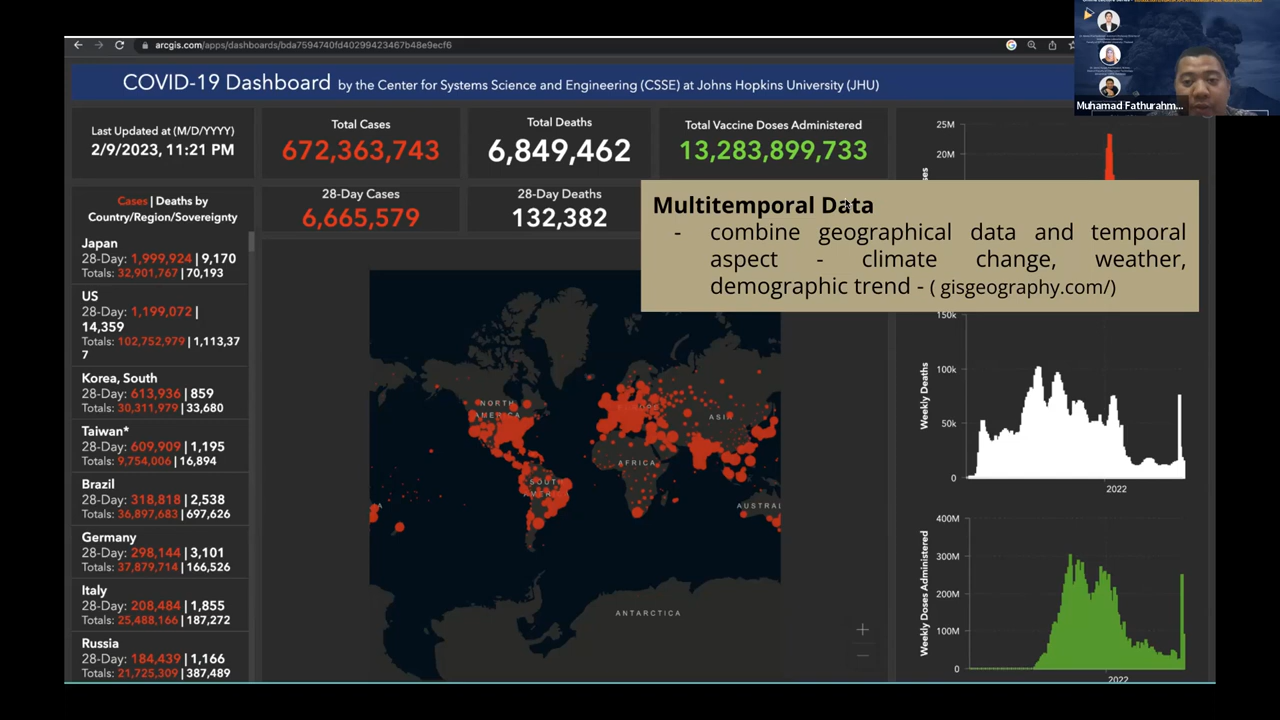 arcgis.com/apps/dashboards/bda7594740fd40299423467b48e9ecf6
COVID-19 Dashboard by the Center for Systems Science and Engineering (CSSE) at Johns Hopkins University (JHU)
Muhamad Fathurahm...
Last Updated at (M/D/YYYY)
2/9/2023, 11:21 PM
Total Cases
672,363,743
Total Deaths
6,849,462
Total Vaccine Doses Administered
13,283,899,733
28-Day Cases
6,665,579
28-Day Deaths
132,382
Cases | Deaths by
Country/Region/Sovereignty
Japan
28-Day: 1,999,924 | 9,170
Totals: 32,901,767 | 70,193
US
28-Day: 1,199,072 |
14,359
Totals: 102,752,979 | 1,113,37
7
Korea, South
28-Day: 613,936 | 859
Totals: 30,311,979 | 33,680
Taiwan*
28-Day: 609,909 | 1,195
Totals: 9,754,006 | 16,894
Brazil
28-Day: 318,818 | 2,538
Totals: 36,897,683 | 697,626
Germany
28-Day: 298,144 | 3,101
Totals: 37,879,714 | 166,526
Italy
28-Day: 208,484 | 1,855
Totals: 25,488,166 | 187,272
Russia
28-Day: 184,439 | 1,166
Totals: 21,725,309 | 387,489
Multitemporal Data
- combine geographical data and temporal
aspect - climate change, weather,
demographic trend - ( gisgeography.com/)
NORTH
AMERICA
SOUTH
AFRICA
ASIA
AUSTRAL
ANTARCTICA
25M
20M
150k
100k
50k
0
Weekly Deaths
2022
400M
300M
200M
100M
0
Weekly Doses Administered
2022